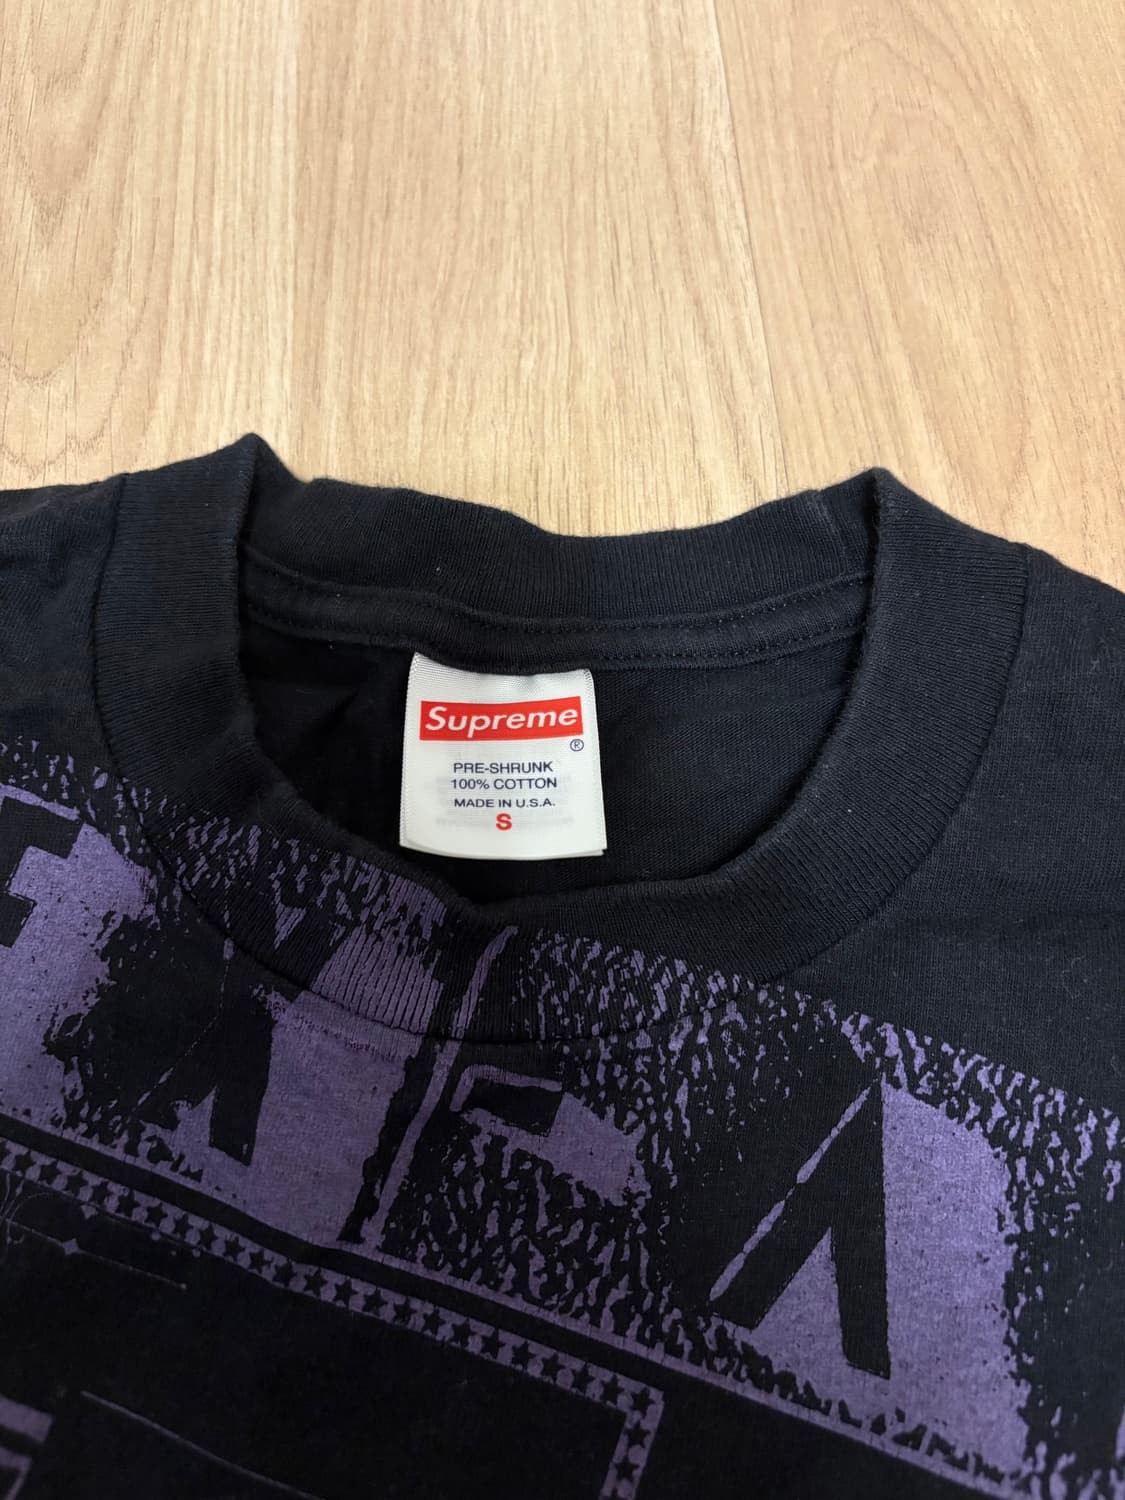 Supreme
®
PRE-SHRUNK
100% COTTON
MADE IN U.S.A.
S